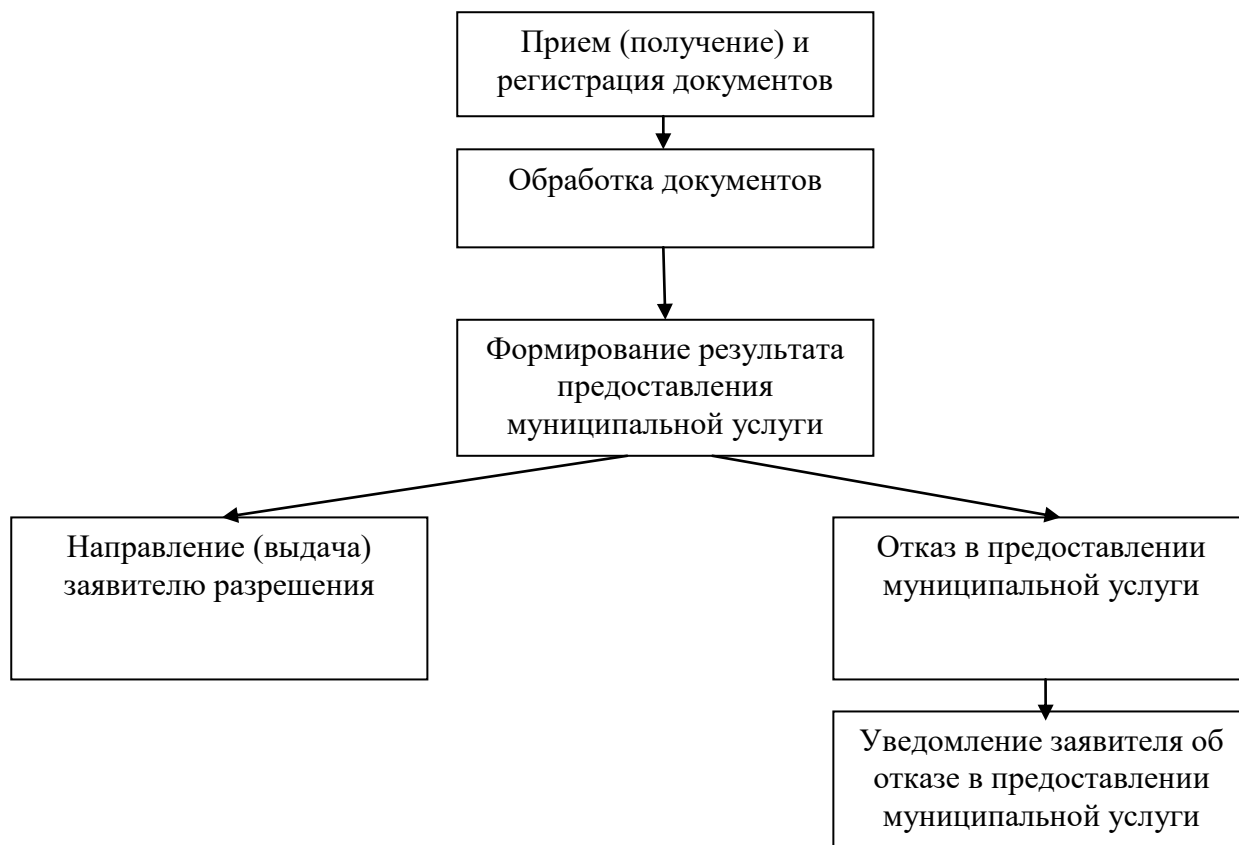 Прием (получение) и
регистрация документов
Обработка документов
Формирование результата
предоставления
муниципальной услуги
Направление (выдача)
заявителю разрешения
Отказ в предоставлении
муниципальной услуги
Уведомление заявителя об
отказе в предоставлении
муниципальной услуги